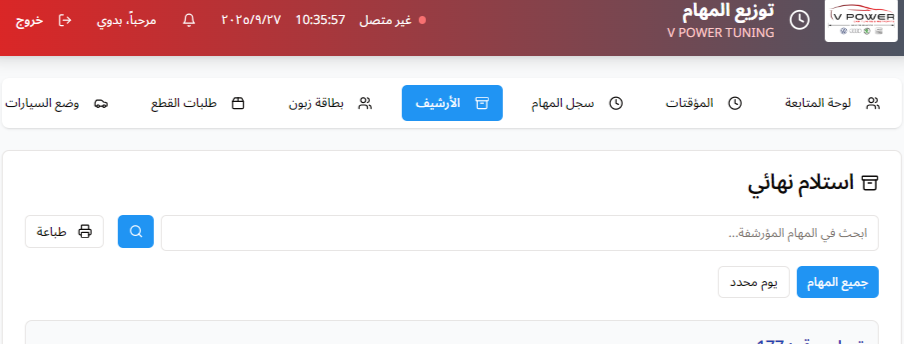 V POWER
توزيع المهام
V POWER TUNING
غير متصل
10:35:57
٢٠٢٥/٩/٢٧
مرحباً، بدوي
خروج
لوحة المتابعة
المؤقتات
سجل المهام
الأرشيف
بطاقة زبون
طلبات القطع
وضع السيارات
استلام نهائي
ابحث في المهام المؤرشفة...
طباعة
جميع المهام
يوم محدد